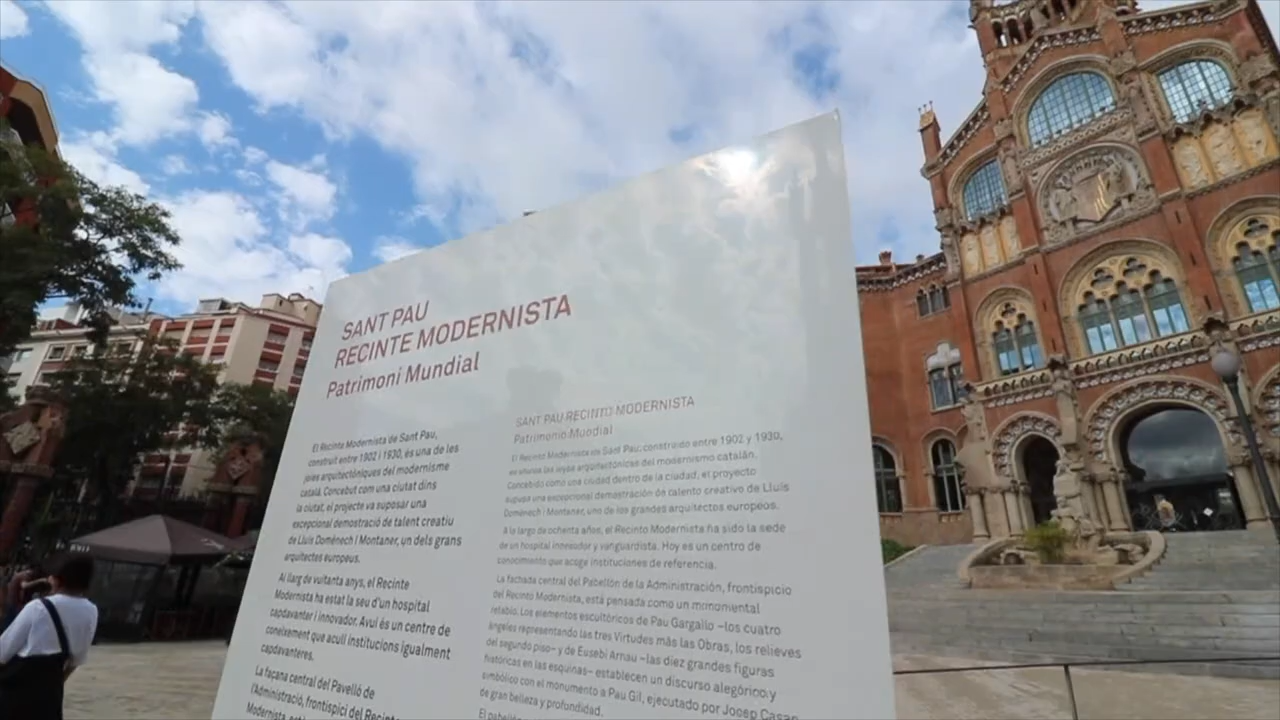 SANT PAU
RECINTE MODERNISTA
Patrimoni Mundial
El Recinte Modernista de Sant Pau,
construït entre 1902 i 1930, és una de les
joies arquitectòniques del modernisme
català. Concebut com una ciutat dins
la ciutat, el projecte va suposar una
excepcional demostració de talent creatiu
de Lluís Domènech i Montaner, un dels grans
arquitectes europeus.
Al llarg de vuitanta anys, el Recinte
Modernista ha estat la seu d'un hospital
capdavanter i innovador. Avui és un centre de
coneixement que acull institucions igualment
capdavanteres.
La façana central del Pavelló de
l'Administració, frontispici del Recinte
Modernista, està
SANT PAU RECINTO MODERNISTA
Patrimonio Mundial
El Recinto Modernista de Sant Pau, construido entre 1902 y 1930,
es una de las joyas arquitectónicas del modernismo catalán.
Concebido como una ciudad dentro de la ciudad, el proyecto
supuso una excepcional demostración de talento creativo de Lluís
Domènech i Montaner, uno de los grandes arquitectos europeos.
A lo largo de ochenta años, el Recinto Modernista ha sido la sede
de un hospital innovador y vanguardista. Hoy es un centro de
conocimiento que acoge instituciones de referencia.
La fachada central del Pabellón de la Administración, frontispicio
del Recinto Modernista, está pensada como un monumental
retablo. Los elementos escultóricos de Pau Gargallo –los cuatro
ángeles representando las tres Virtudes más las Obras, los relieves
del segundo piso– y de Eusebi Arnau –las diez grandes figuras
históricas en las esquinas– establecen un discurso alegórico y
simbólico con el monumento a Pau Gil, ejecutado por Josep Casas
de gran belleza y profundidad.
El pabellón